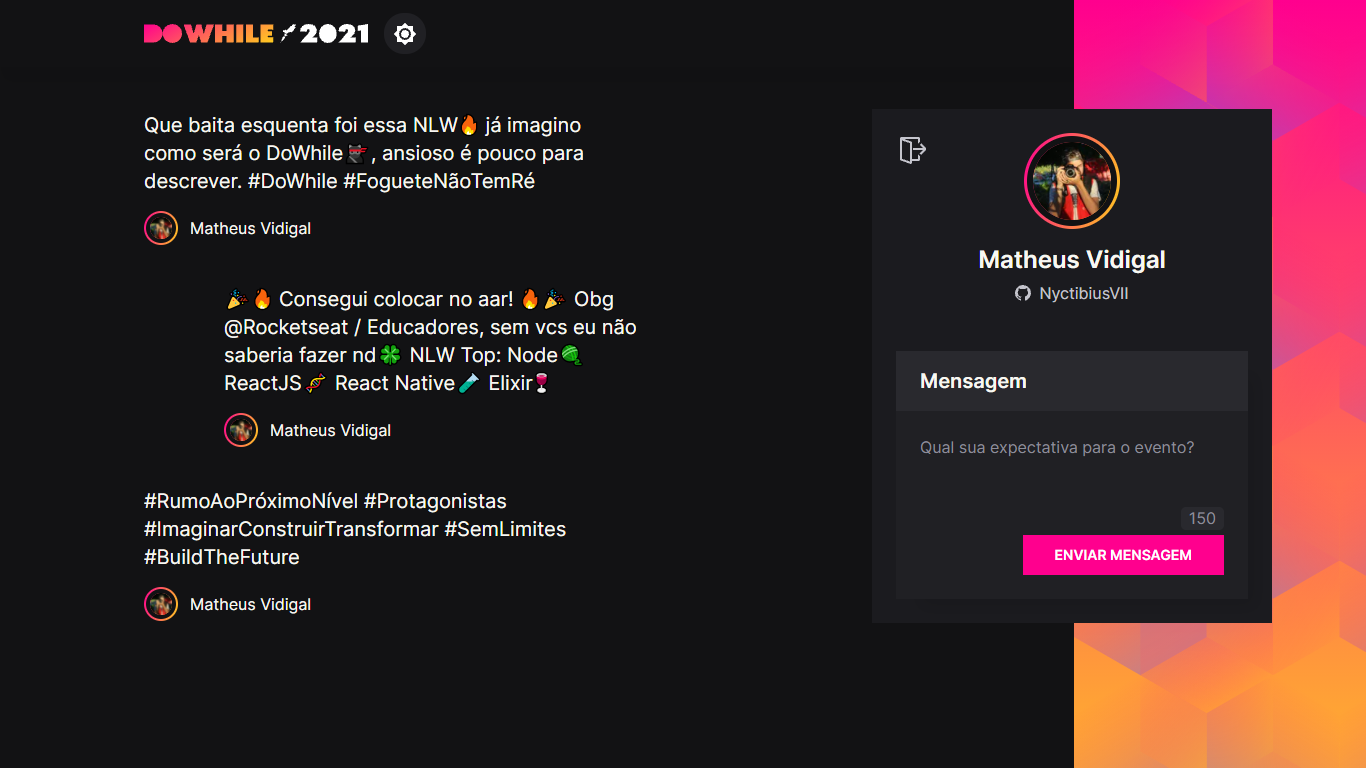 DOWHILE 2021
Que baita esquenta foi essa NLW🔥 já imagino
como será o DoWhile🐱‍👤, ansioso é pouco para
descrever. #DoWhile #FogueteNãoTemRé
Matheus Vidigal
🎉🔥 Consegui colocar no aar! 🔥🎉 Obg
@Rocketseat / Educadores, sem vcs eu não
saberia fazer nd🍀 NLW Top: Node🧶
ReactJS🧬 React Native🧪 Elixir🍷
Matheus Vidigal
#RumoAoPróximoNível #Protagonistas
#ImaginarConstruirTransformar #SemLimites
#BuildTheFuture
Matheus Vidigal
Matheus Vidigal
NyctibiusVII
Mensagem
Qual sua expectativa para o evento?
150
ENVIAR MENSAGEM